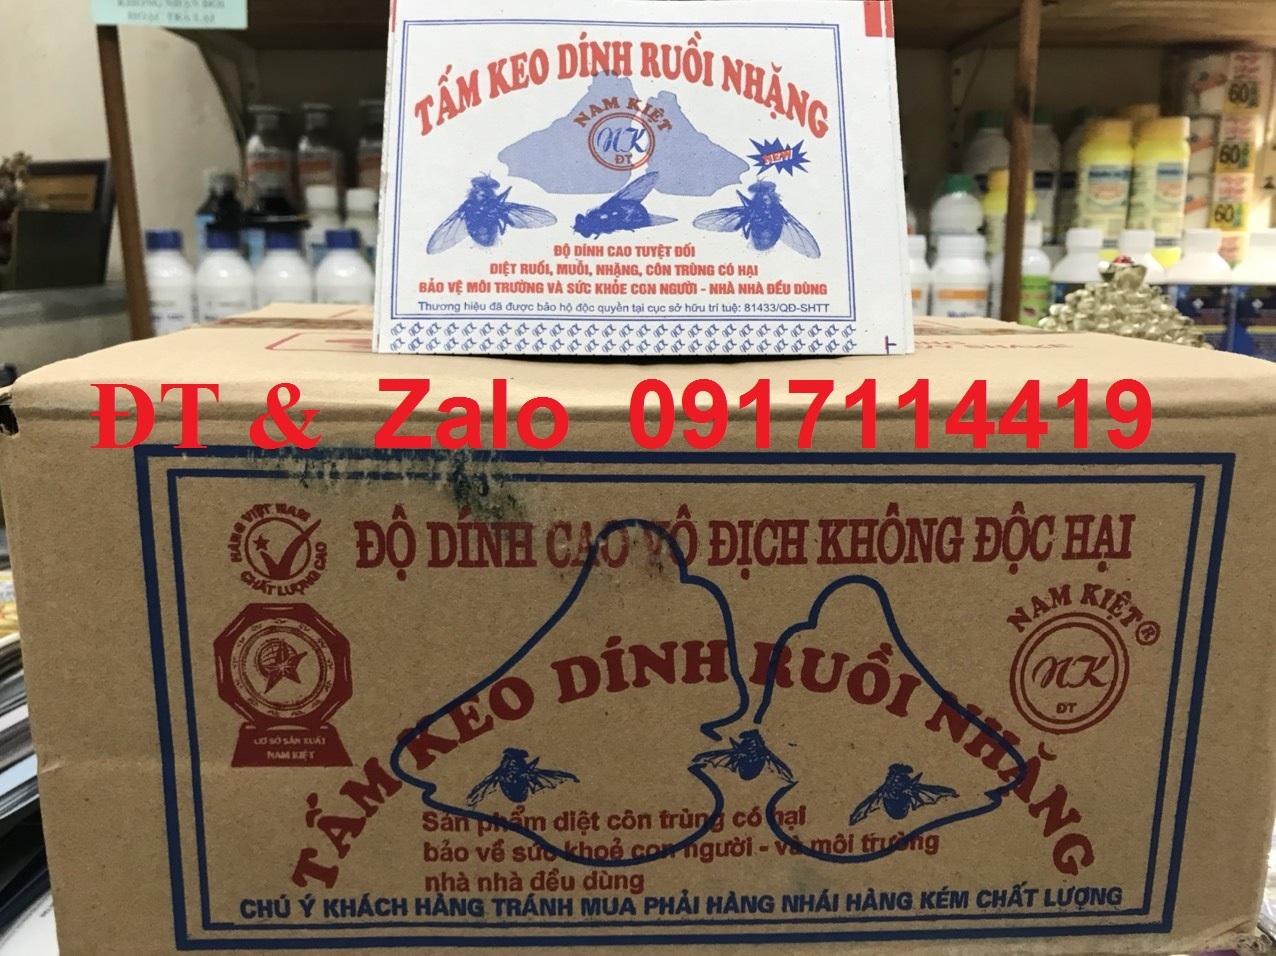 TẤM KEO DÍNH RUỒI NHẶNG
NAM KIỆT
NK
ĐT
NEW
ĐỘ DÍNH CAO TUYỆT ĐỐI
DIỆT RUỒI, MUỖI, NHẶNG, CÔN TRÙNG CÓ HẠI
BẢO VỆ MÔI TRƯỜNG VÀ SỨC KHỎE CON NGƯỜI - NHÀ NHÀ ĐỀU DÙNG
Thương hiệu đã được bảo hộ độc quyền tại cục sở hữu trí tuệ: 81433/QĐ-SHTT
60
60
60
ĐT & Zalo 0917114419
HÀNG VIỆT NAM
CHẤT LƯỢNG CAO
ĐỘ DÍNH CAO VÔ ĐỊCH KHÔNG ĐỘC HẠI
NAM KIỆT®
NK
ĐT
CƠ SỞ SẢN XUẤT
NAM KIỆT
TẤM KEO DÍNH RUỒI NHẶNG
Sản phẩm diệt côn trùng có hại
bảo vệ sức khoẻ con người - và môi trường
nhà nhà đều dùng
CHÚ Ý KHÁCH HÀNG TRÁNH MUA PHẢI HÀNG NHÁI HÀNG KÉM CHẤT LƯỢNG